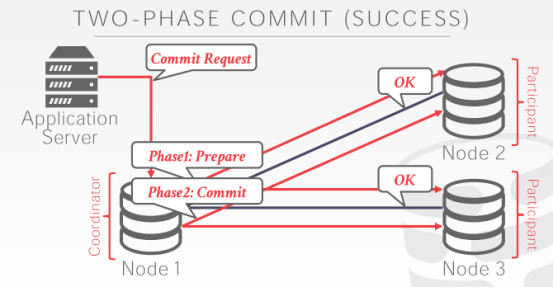 TWO-PHASE COMMIT (SUCCESS)
Commit Request
OK
Participant
Application
Server
Node 2
Phase1: Prepare
Phase2: Commit
OK
Coordinator
Participant
Node 1
Node 3